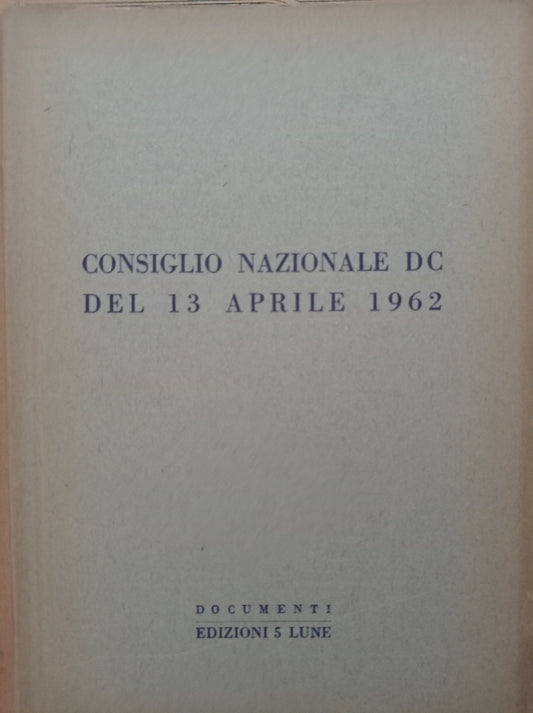 CONSIGLIO NAZIONALE DC
DEL 13 APRILE 1962
DOCUMENTI
EDIZIONI 5 LUNE